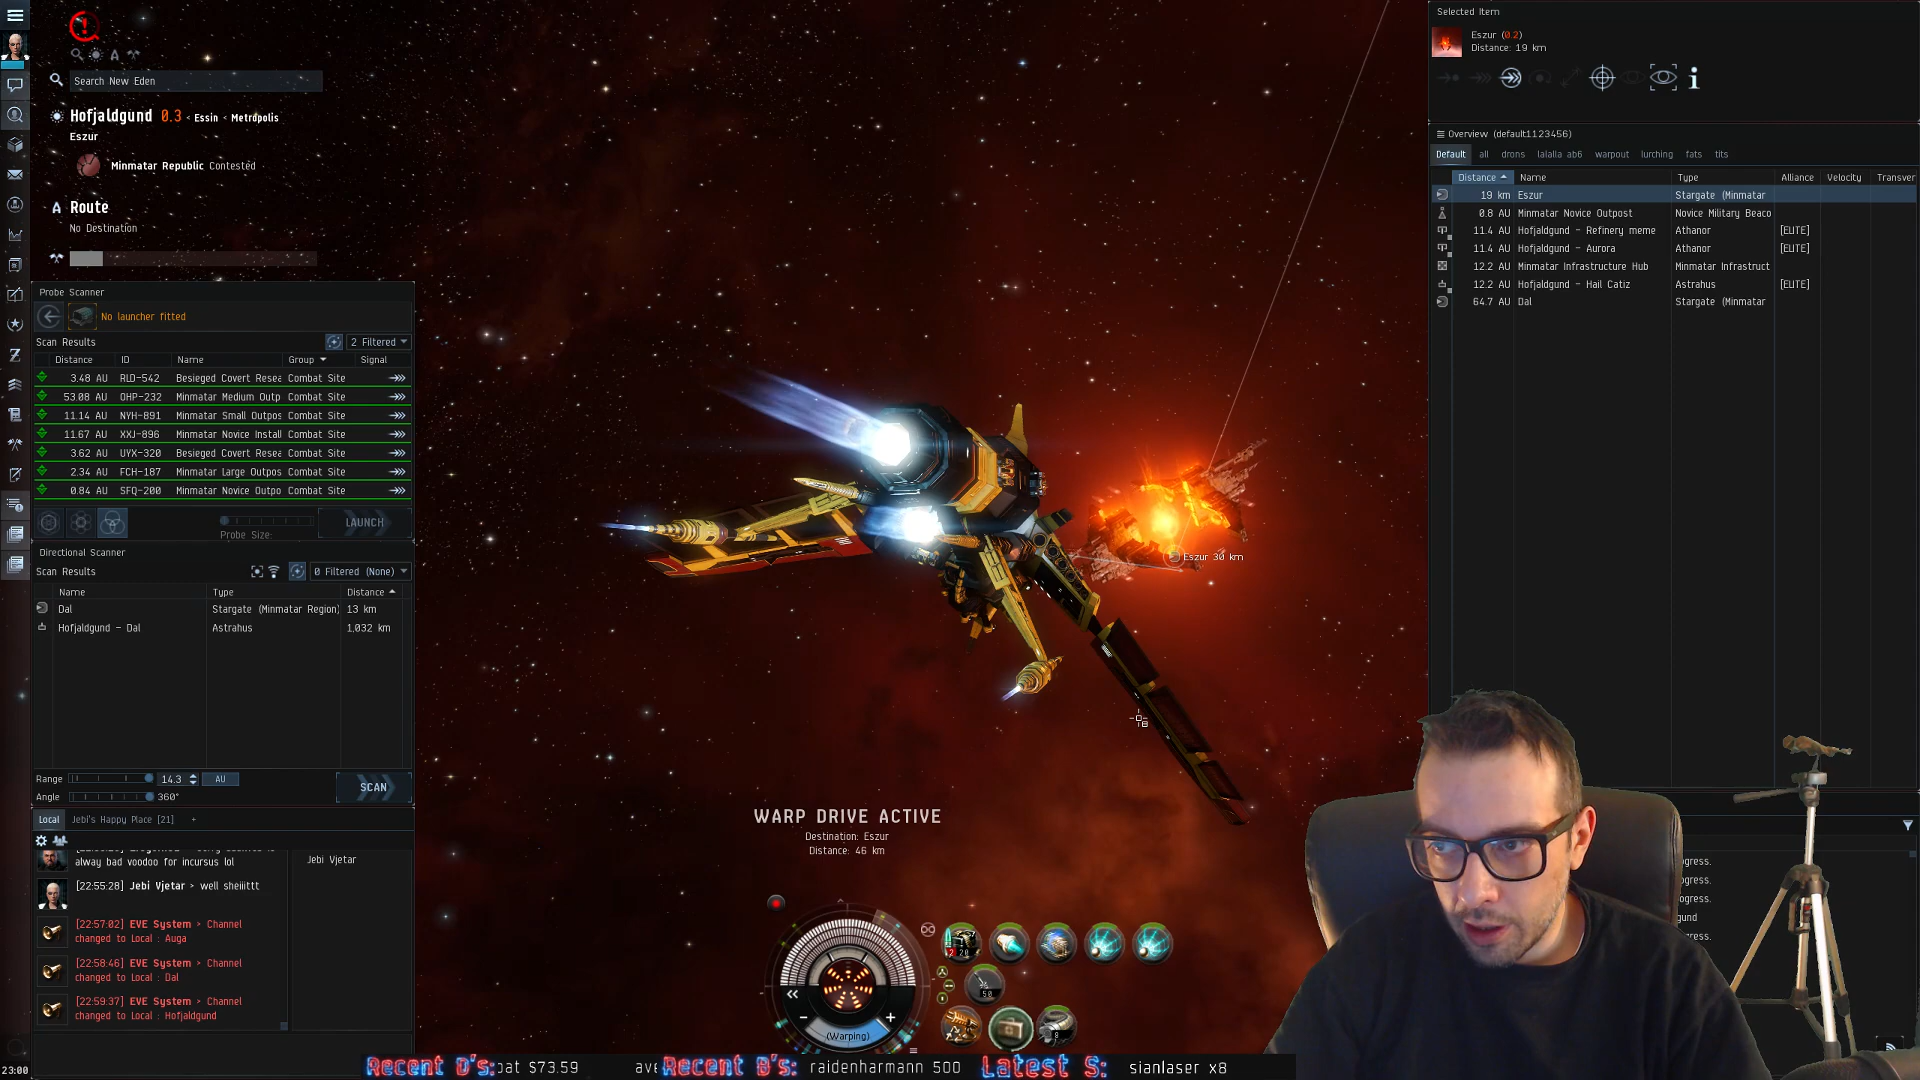 Search New Eden
Hofjaldgund 0.3 < Essin < Metropolis
Eszur
Minmatar Republic Contested
Route
No Destination
Probe Scanner
No launcher fitted
Scan Results
2 Filtered
Distance ID Name Group Signal
3.48 AU RLD-542 Besieged Covert Resea Combat Site
53.08 AU OHP-232 Minmatar Medium Outp Combat Site
11.14 AU NYH-891 Minmatar Small Outpos Combat Site
11.67 AU XXJ-896 Minmatar Novice Install Combat Site
3.62 AU UYX-320 Besieged Covert Resea Combat Site
2.34 AU FCH-187 Minmatar Large Outpos Combat Site
0.84 AU SFQ-200 Minmatar Novice Outpo Combat Site
Probe Size:
LAUNCH
Directional Scanner
Scan Results
0 Filtered (None)
Name Type Distance
Dal Stargate (Minmatar Region) 13 km
Hofjaldgund - Dal Astrahus 1,032 km
Range 14.3 AU
Angle 360°
SCAN
Local Jebi's Happy Place [21] +
alway bad voodoo for incursus lol
[22:55:28] Jebi Vjetar > well sheiiittt
[22:57:02] EVE System > Channel
changed to Local : Auga
[22:58:46] EVE System > Channel
changed to Local : Dal
[22:59:37] EVE System > Channel
changed to Local : Hofjaldgund
Jebi Vjetar
23:00
Eszur 30 km
WARP DRIVE ACTIVE
Destination: Eszur
Distance: 46 km
(Warping)
Recent D's: bat $73.59
ave Recent B's: raidenharmann 500
Latest S: sianlaser x8
Selected Item
Eszur (0.2)
Distance: 19 km
Overview (default1123456)
Default all drons lalalla ab6 warpout lurching fats tits
Distance Name Type Alliance Velocity Transver
19 km Eszur Stargate (Minmatar
0.8 AU Minmatar Novice Outpost Novice Military Beaco
11.4 AU Hofjaldgund - Refinery meme Athanor [ELITE]
11.4 AU Hofjaldgund - Aurora Athanor [ELITE]
12.2 AU Minmatar Infrastructure Hub Minmatar Infrastruct
12.2 AU Hofjaldgund - Hail Catiz Astrahus [ELITE]
64.7 AU Dal Stargate (Minmatar
ogress.
ogress.
ogress.
gund
ogress.